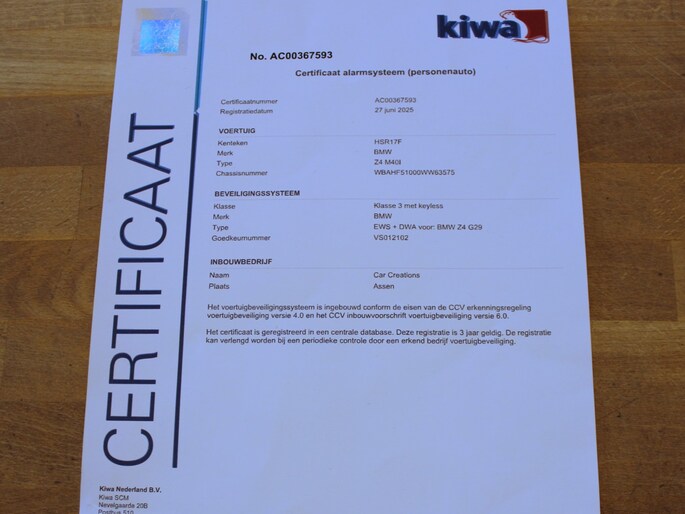 kiwa
No. AC00367593
Certificaat alarmsysteem (personenauto)
Certificaatnummer AC00367593
Registratiedatum 27 juni 2025
VOERTUIG
Kenteken HSR17F
Merk BMW
Type Z4 M40I
Chassisnummer WBAHF51000WW83575
BEVEILIGINGSSYSTEEM
Klasse Klasse 3 met keyless
Merk BMW
Type EWS + DWA voor: BMW Z4 G29
Goedkeurnummer VS012102
INBOUWBEDRIJF
Naam Car Creations
Plaats Assen
Het voertuigbeveiligingssysteem is ingebouwd conform de eisen van de CCV erkenningsregeling
voertuigbeveiliging versie 4.0 en het CCV inbouwvoorschrift voertuigbeveiliging versie 6.0.
Het certificaat is geregistreerd in een centrale database. Deze registratie is 3 jaar geldig. De registratie
kan verlengd worden bij een periodieke controle door een erkend bedrijf voertuigbeveiliging.
CERTIFICAAT
Kiwa Nederland B.V.
Kiwa SCM
Nevelgaarde 20B
Postbus 510